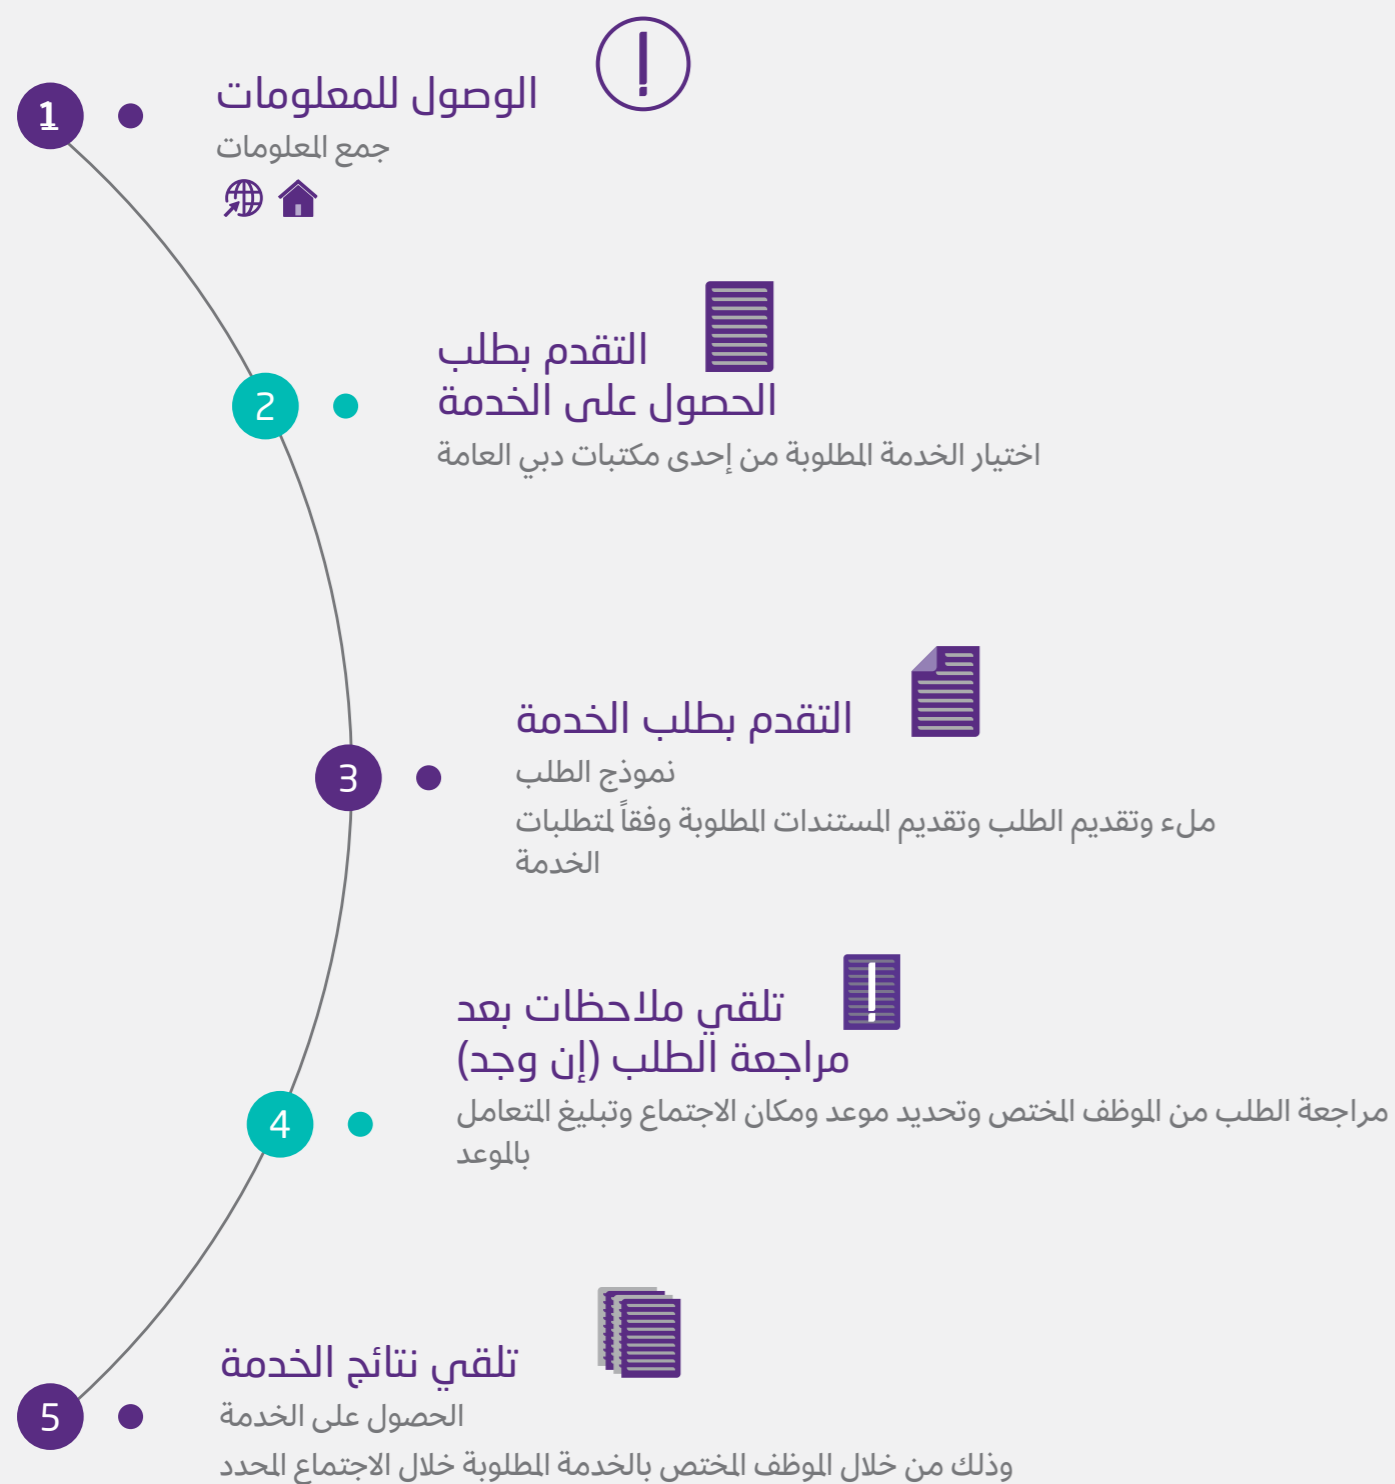 1
الوصول للمعلومات
جمع المعلومات
2
التقدم بطلب
الحصول على الخدمة
اختيار الخدمة المطلوبة من إحدى مكتبات دبي العامة
3
التقدم بطلب الخدمة
نموذج الطلب
ملء وتقديم الطلب وتقديم المستندات المطلوبة وفقاً لمتطلبات
الخدمة
4
تلقي ملاحظات بعد
مراجعة الطلب (إن وجد)
مراجعة الطلب من الموظف المختص وتحديد موعد ومكان الاجتماع وتبليغ المتعامل
بالموعد
5
تلقي نتائج الخدمة
الحصول على الخدمة
وذلك من خلال الموظف المختص بالخدمة المطلوبة خلال الاجتماع المحدد